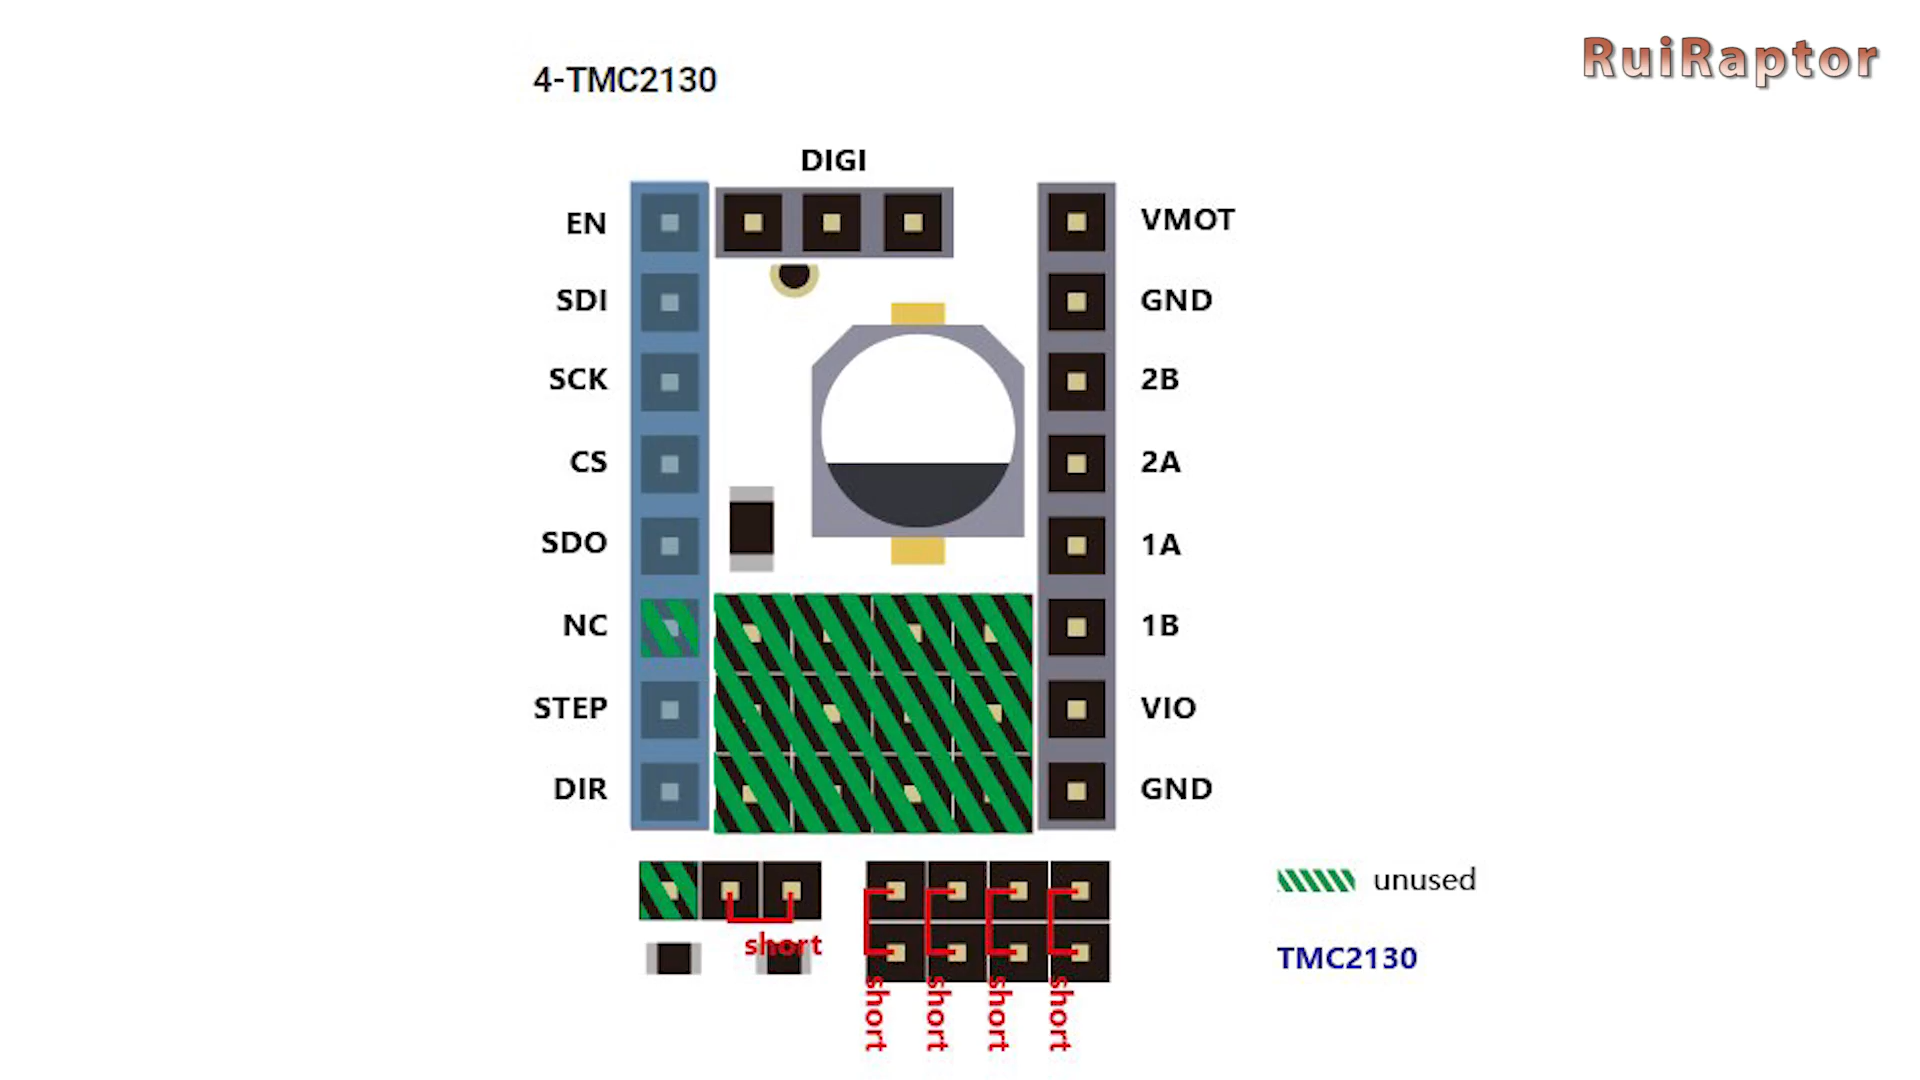 RuiRaptor
4-TMC2130
DIGI
EN
VMOT
SDI
GND
SCK
2B
CS
2A
SDO
1A
NC
1B
STEP
VIO
DIR
GND
unused
short
TMC2130
short
short
short
short